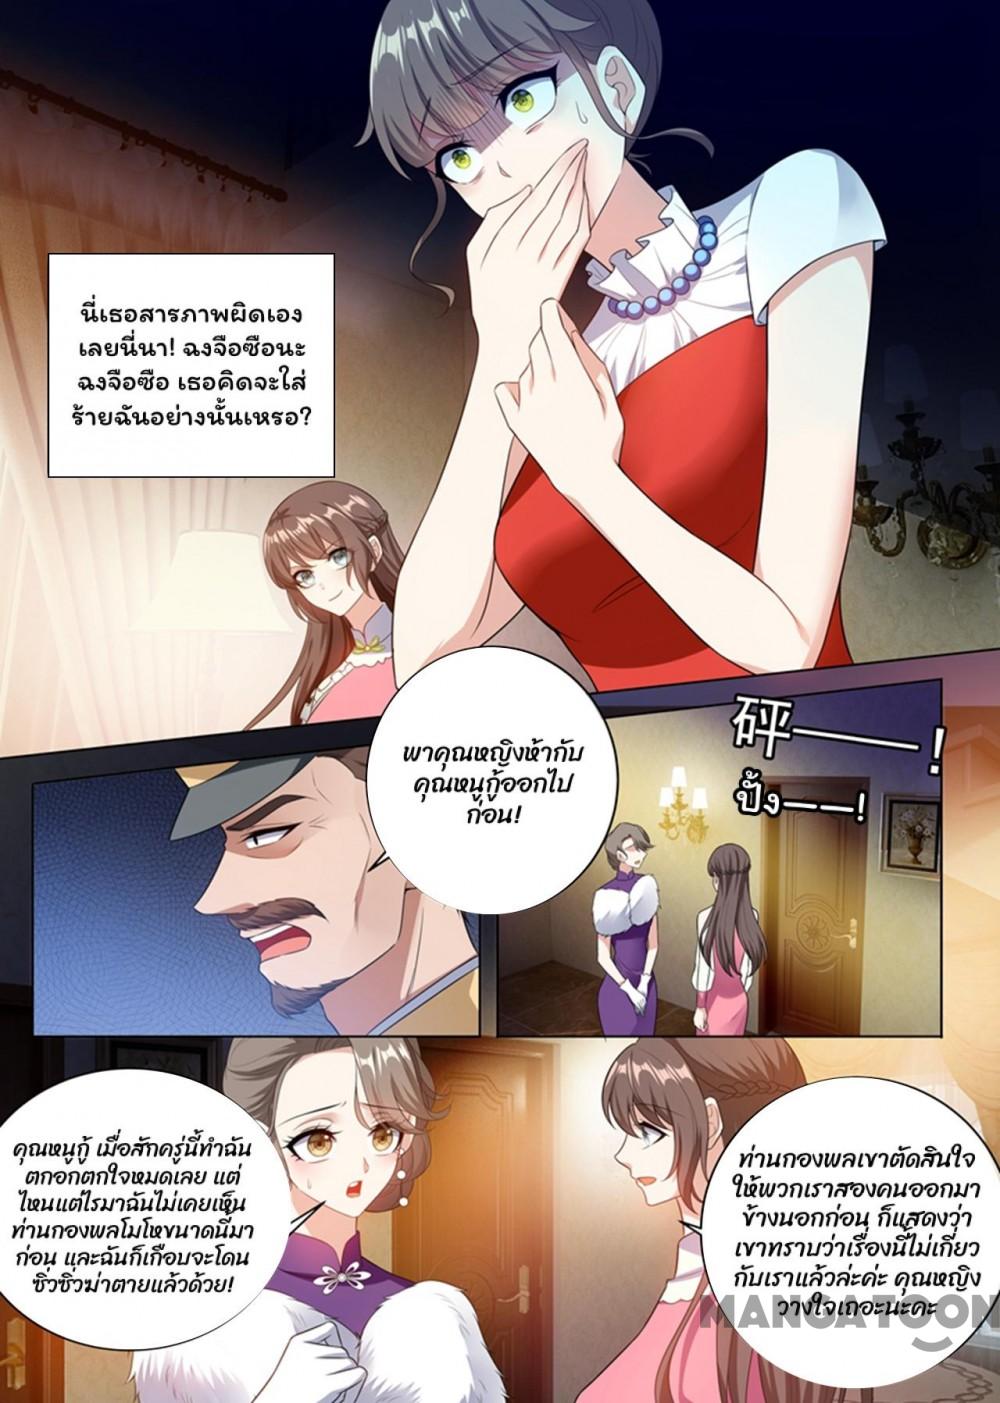 นี่เธอสารภาพผิดเอง
เลยนี่นา! ฉงจือซือนะ
ฉงจือซือ เธอคิดจะใส่
ร้ายฉันอย่างนั้นเหรอ?
พาคุณหญิงห้ากับ
คุณหนูกู้ออกไป
ก่อน!
砰——!
ปั้ง——!
คุณหนูกู้ เมื่อสักครู่นี้ทำฉัน
ตกอกตกใจหมดเลย แต่
ไหนแต่ไรมาฉันไม่เคยเห็น
ท่านกองพลโมโหขนาดนี้มา
ก่อน และฉันก็เกือบจะโดน
ซิ่วซิ่วฆ่าตายแล้วด้วย!
ท่านกองพลเขาตัดสินใจ
ให้พวกเราสองคนออกมา
ข้างนอกก่อน ก็แสดงว่า
เขาทราบว่าเรื่องนี้ไม่เกี่ยว
กับเราแล้วล่ะค่ะ คุณหญิง
วางใจเถอะนะคะ
MANGATOON